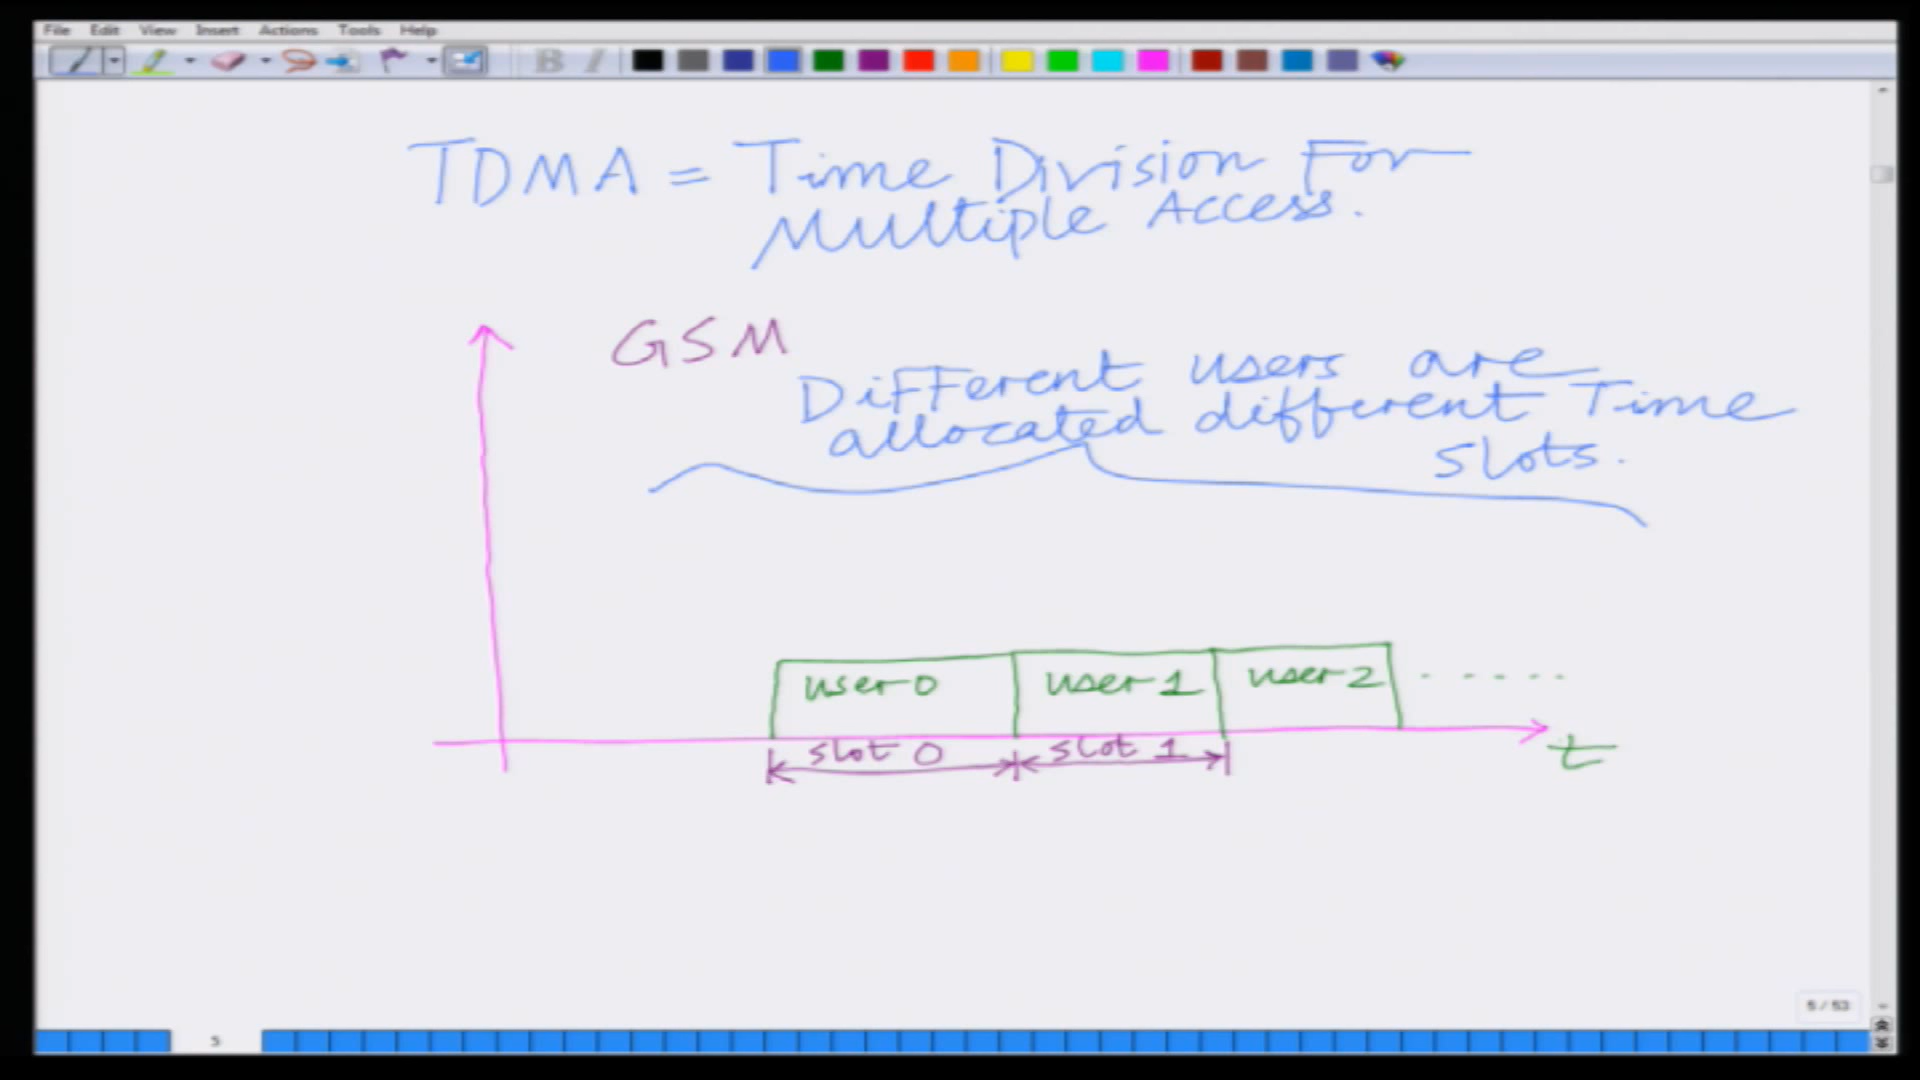 File Edit View Insert Actions Tools Help
B I
TDMA = Time Division For
Multiple Access.
GSM
Different users are
allocated different Time
slots.
user 0 user 1 user 2 ......
slot 0 slot 1
t
5 / 53
5